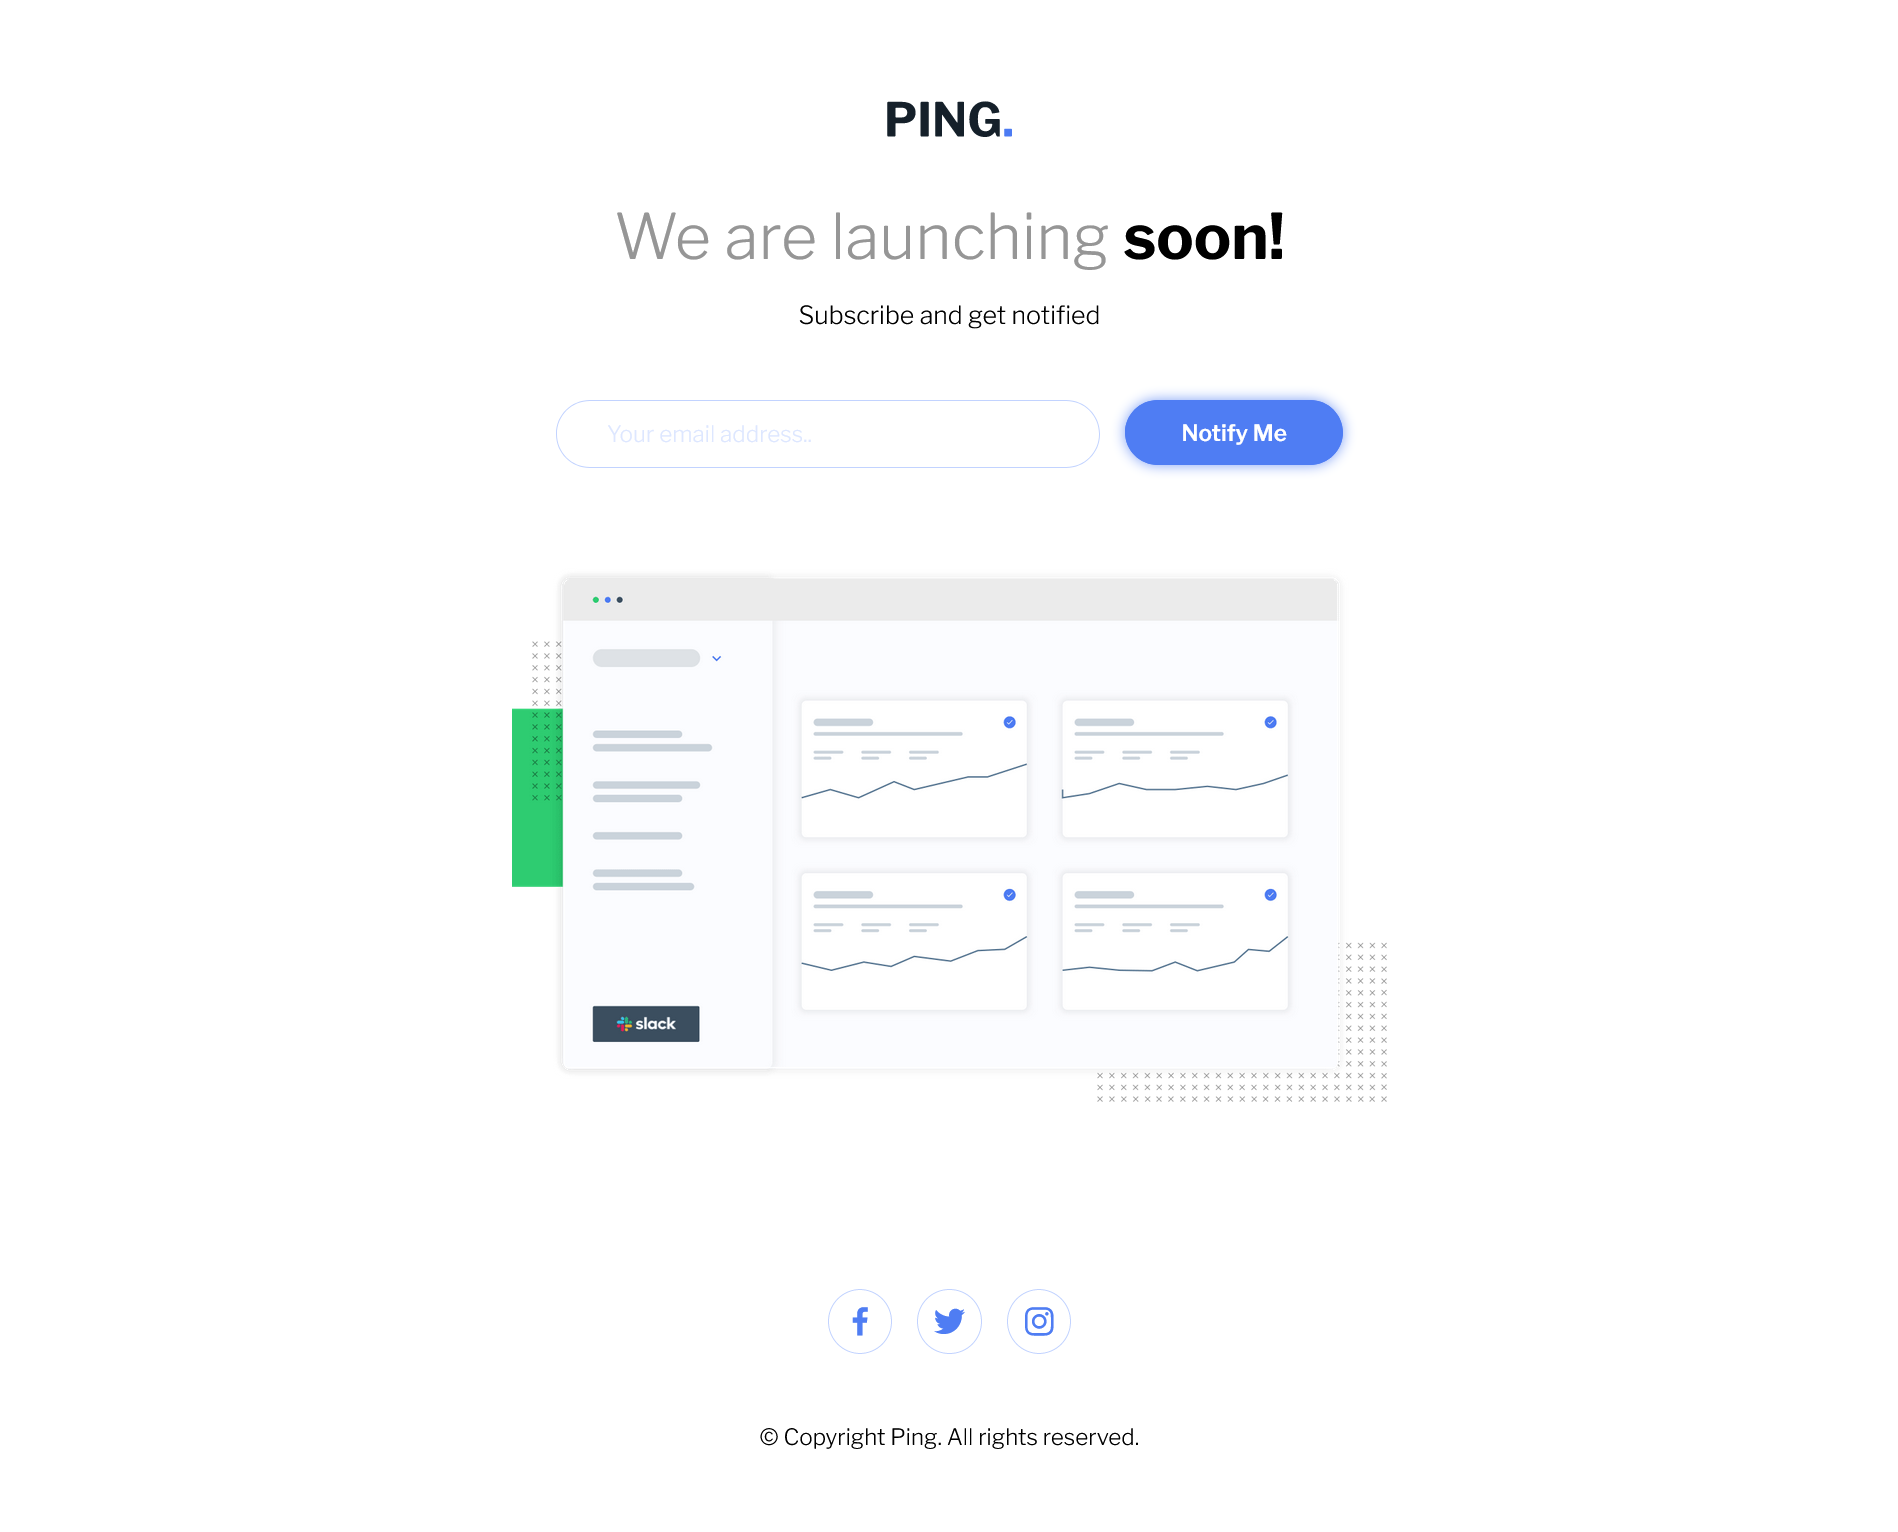 PING.
We are launching soon!
Subscribe and get notified
Your email address..
Notify Me
slack
© Copyright Ping. All rights reserved.